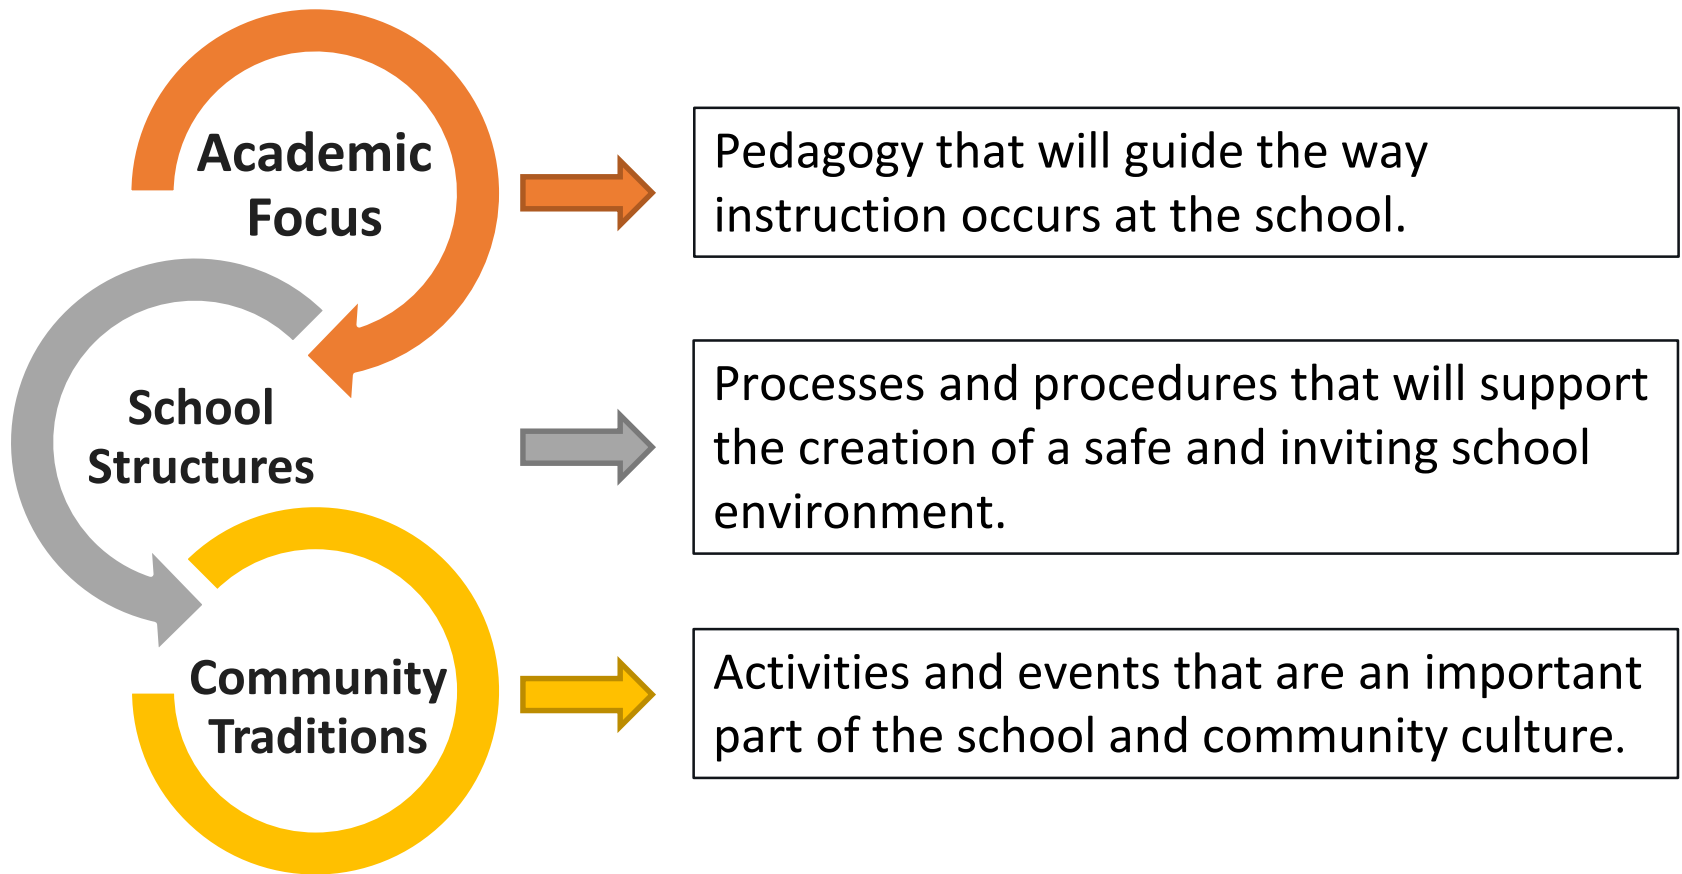 Academic
Focus
Pedagogy that will guide the way
instruction occurs at the school.
School
Structures
Processes and procedures that will support
the creation of a safe and inviting school
environment.
Community
Traditions
Activities and events that are an important
part of the school and community culture.